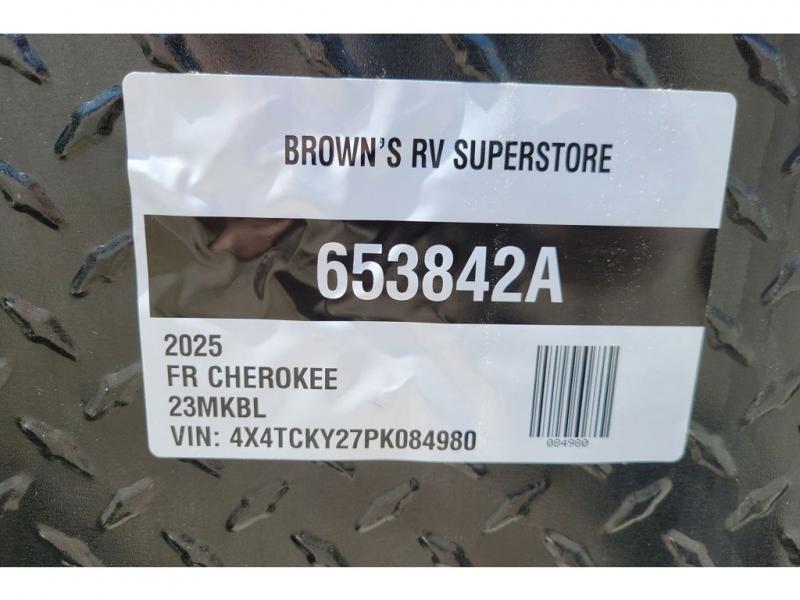 BROWN'S RV SUPERSTORE
653842A
2025
FR CHEROKEE
23MKBL
VIN: 4X4TCKY27PK084980
084980